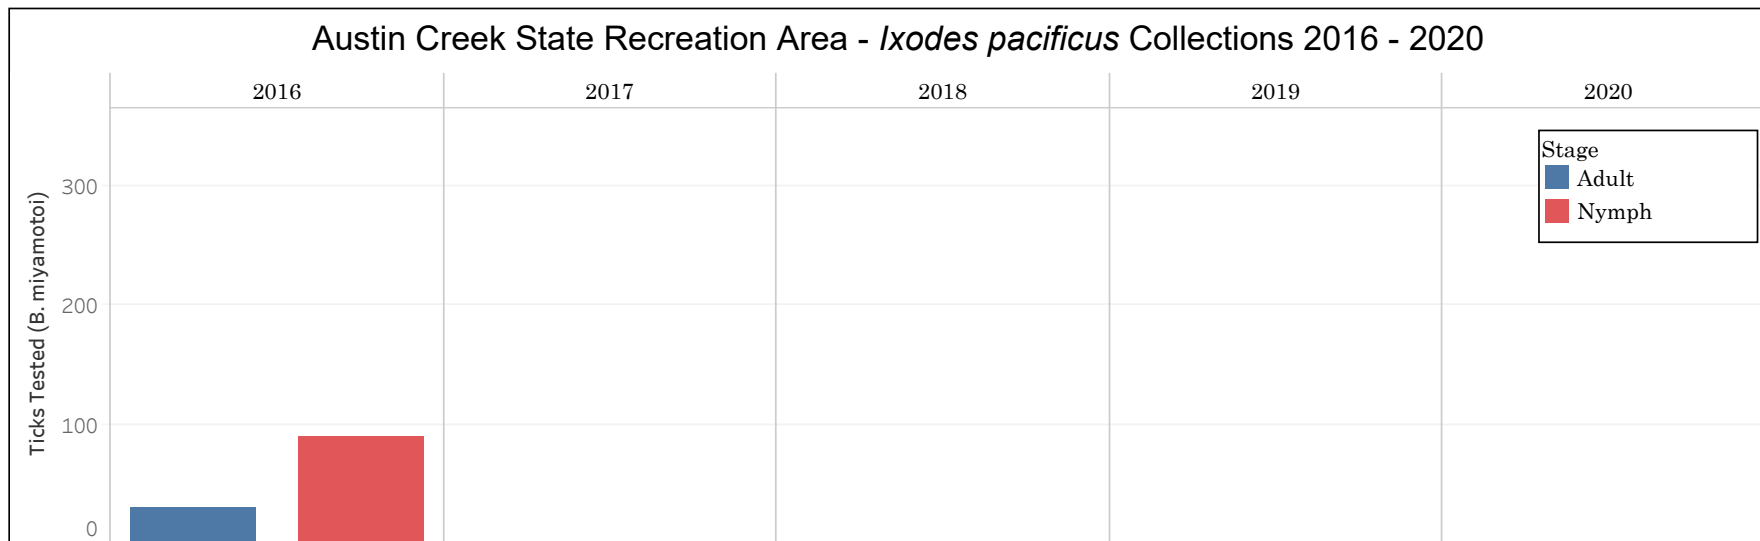 Austin Creek State Recreation Area - Ixodes pacificus Collections 2016 - 2020
2016 2017 2018 2019 2020
Stage
Adult
Nymph
Ticks Tested (B. miyamotoi)
300
200
100
0